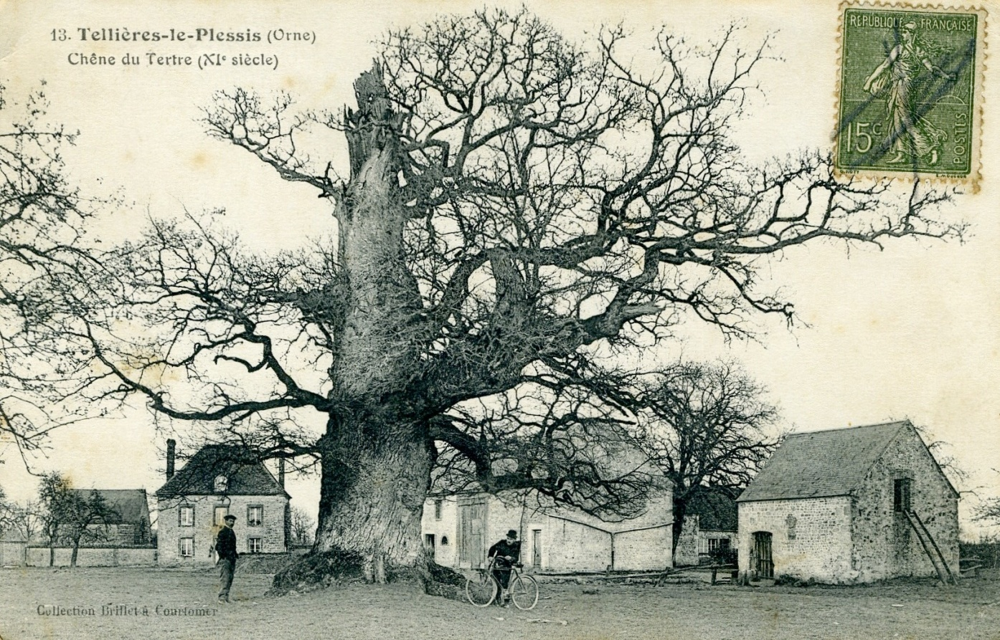 13. Tellières-le-Plessis (Orne)
Chêne du Tertre (XIe siècle)
REPUBLIQUE FRANÇAISE
15c
POSTES
Collection Brillet à Courtomer